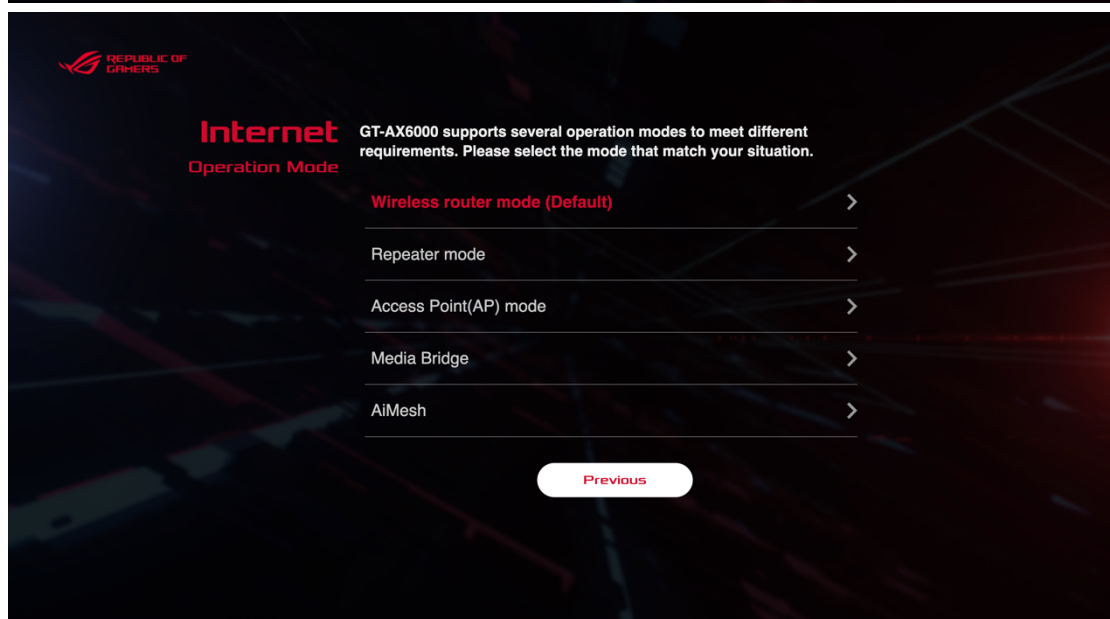 REPUBLIC OF
GAMERS
Internet
Operation Mode
GT-AX6000 supports several operation modes to meet different
requirements. Please select the mode that match your situation.
Wireless router mode (Default)
Repeater mode
Access Point(AP) mode
Media Bridge
AiMesh
Previous